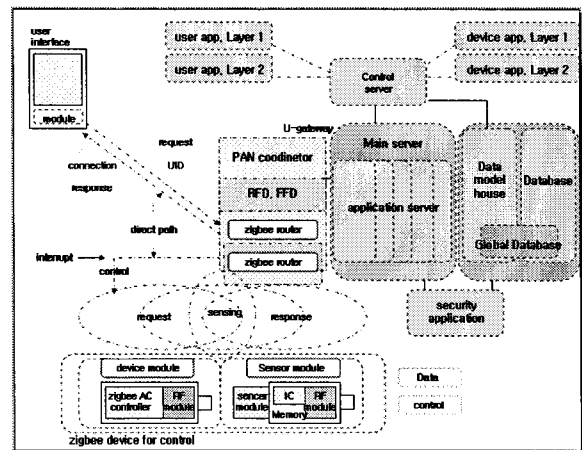 user
interface
module
user app, Layer 1
user app, Layer 2
device app, Layer 1
device app, Layer 2
Control
server
U-gateway
request
UID
connection
response
direct path
interrupt
control
PAN coodinetor
RFD, FFD
zigbee router
zigbee router
Main server
application server
Data
model
house
Database
Global Database
security
application
request
sensing
response
device module
Sensor module
zigbee AC
controller
RF
module
sencer
module
IC
Memory
RF
module
Data
control
zigbee device for control